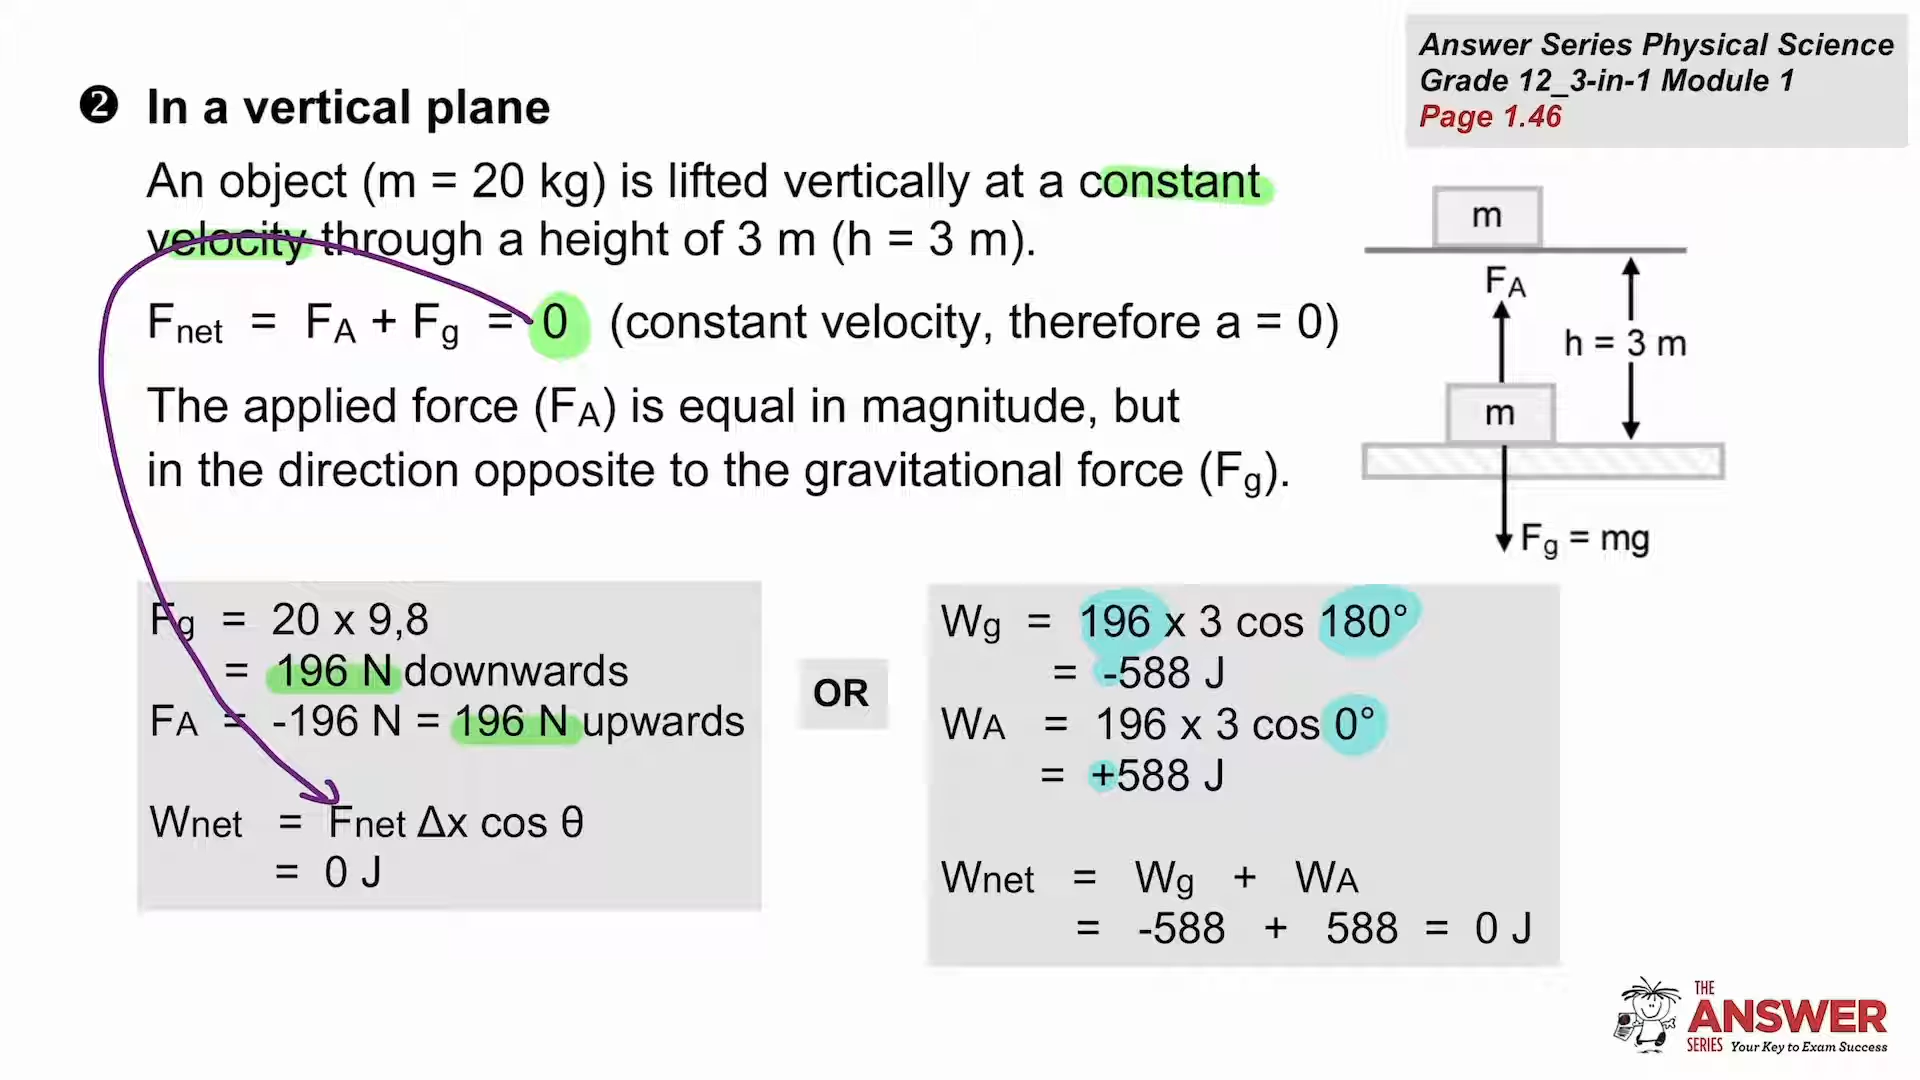 Answer Series Physical Science
Grade 12_3-in-1 Module 1
Page 1.46
❷ In a vertical plane
An object (m = 20 kg) is lifted vertically at a constant
velocity through a height of 3 m (h = 3 m).
Fnet = FA + Fg = 0 (constant velocity, therefore a = 0)
The applied force (FA) is equal in magnitude, but
in the direction opposite to the gravitational force (Fg).
m
FA
h = 3 m
m
Fg = mg
Fg = 20 x 9,8
= 196 N downwards
FA = -196 N = 196 N upwards
Wnet = Fnet Δx cos θ
= 0 J
OR
Wg = 196 x 3 cos 180°
= -588 J
WA = 196 x 3 cos 0°
= +588 J
Wnet = Wg + WA
= -588 + 588 = 0 J
THE
ANSWER
SERIES Your Key to Exam Success